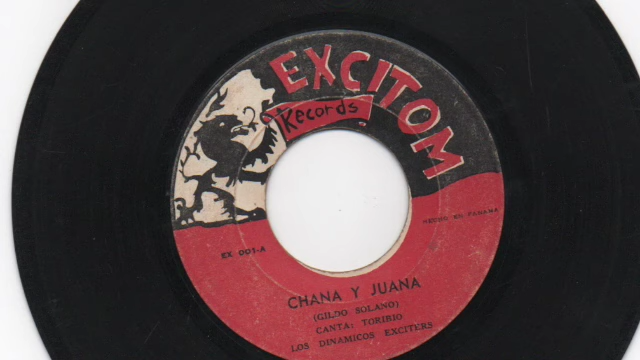 EXCITOM
Records
HECHO EN PANAMA
EX 001-A
CHANA Y JUANA
(GILDO SOLANO)
CANTA: TORIBIO
LOS DINAMICOS EXCITERS